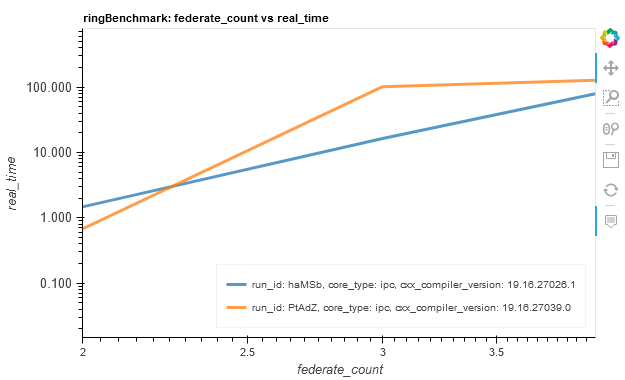 ringBenchmark: federate_count vs real_time
100.000
10.000
1.000
0.100
real_time
run_id: haMSb, core_type: ipc, cxx_compiler_version: 19.16.27026.1
run_id: PtAdZ, core_type: ipc, cxx_compiler_version: 19.16.27039.0
2
2.5
3
3.5
federate_count